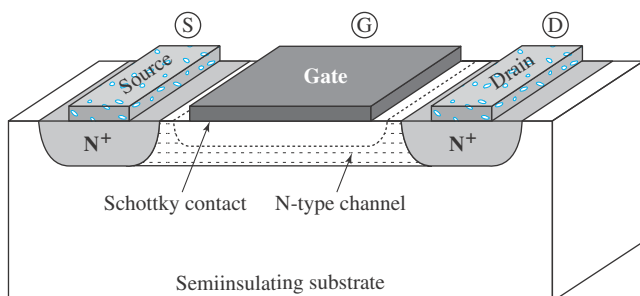 S
G
D
Source
Gate
Drain
N+
N+
Schottky contact
N-type channel
Semiinsulating substrate